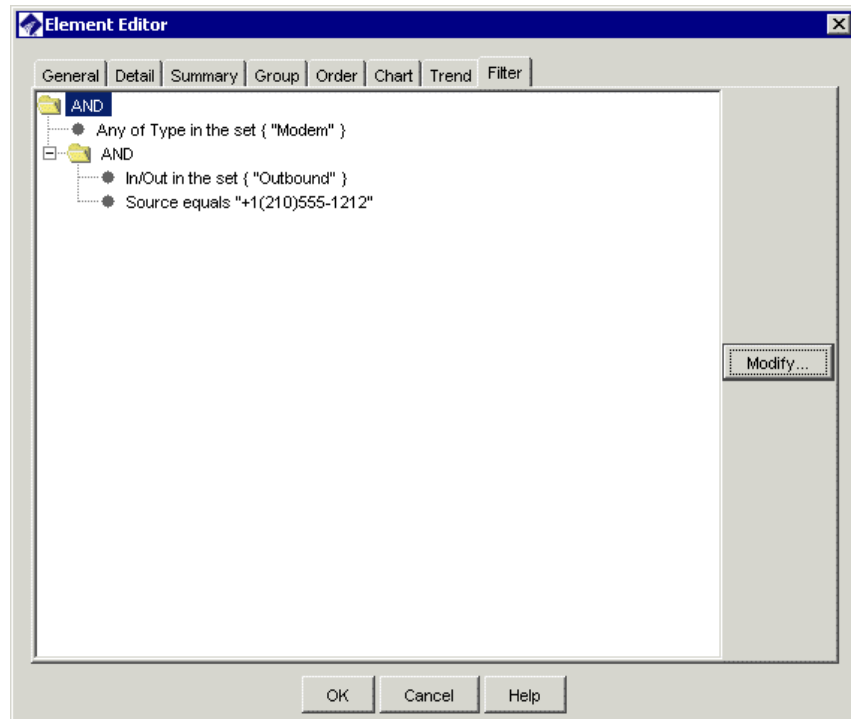 Element Editor
General Detail Summary Group Order Chart Trend Filter
AND
Any of Type in the set { "Modem" }
AND
In/Out in the set { "Outbound" }
Source equals "+1(210)555-1212"
Modify...
OK Cancel Help